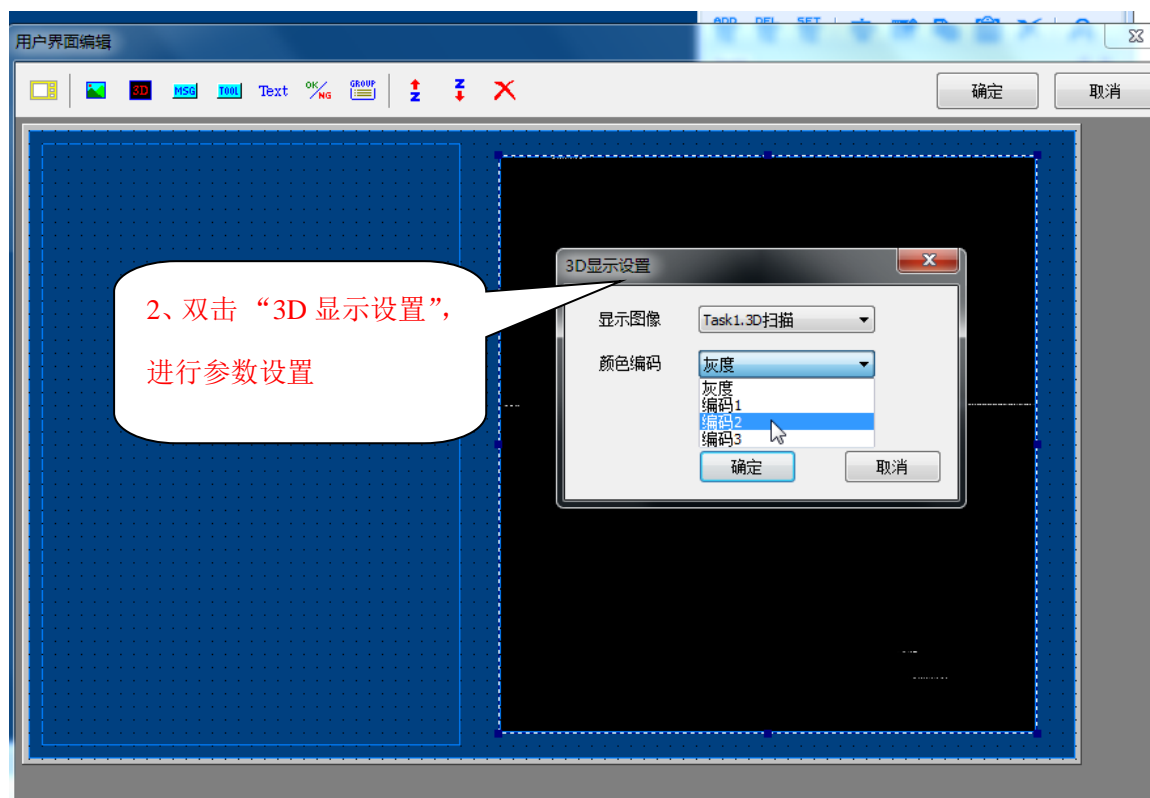 ADD DEL SET
用户界面编辑
3D MSG TOOL Text OK/NG GROUP Z Z 确定 取消
3D显示设置
2、双击 “3D 显示设置”，
进行参数设置
显示图像 Task1.3D扫描
颜色编码 灰度
灰度
编码1
编码2
编码3
确定 取消